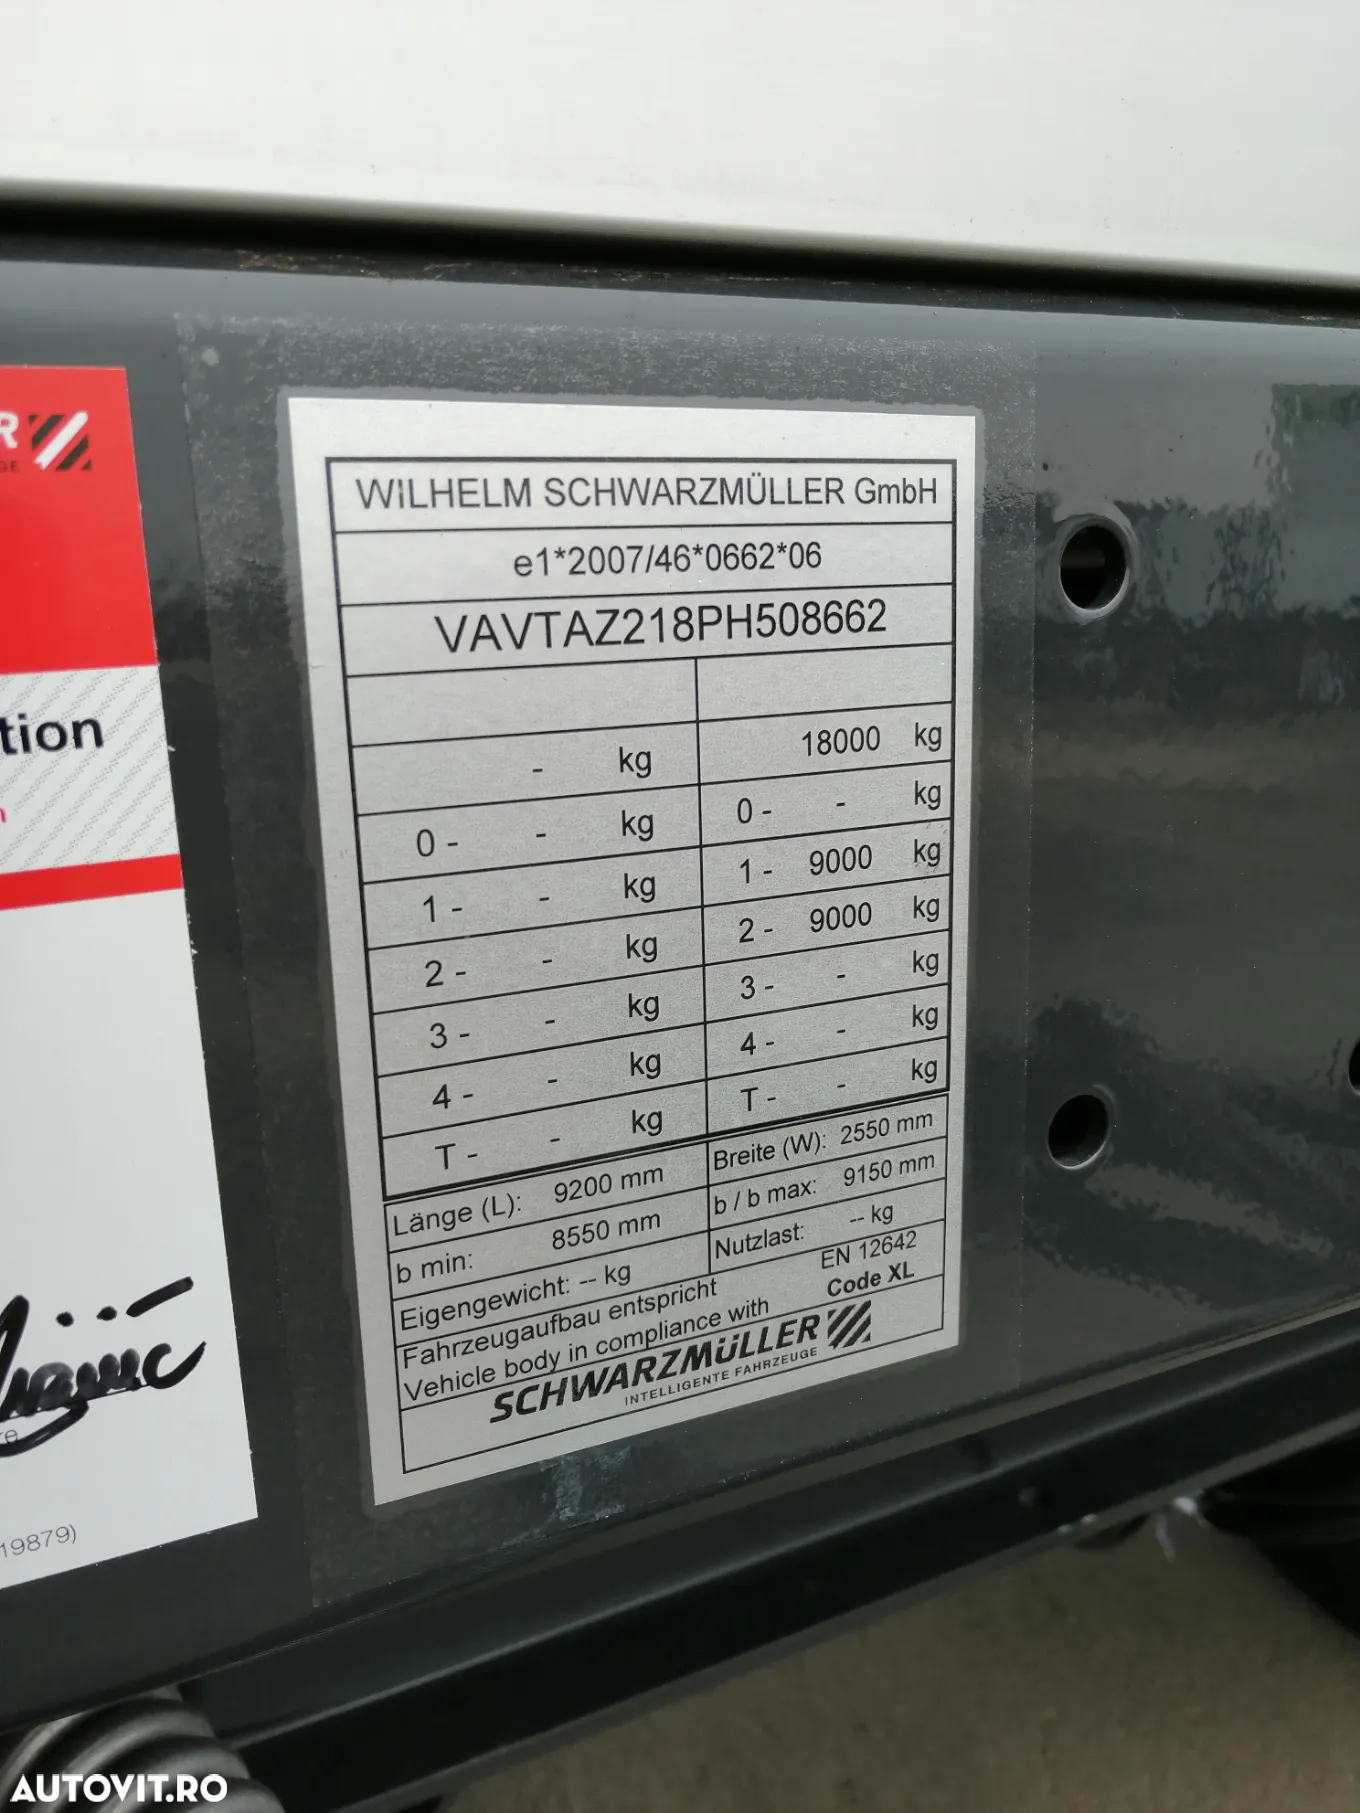 R
GE
tion
n
re
19879)
WILHELM SCHWARZMÜLLER GmbH
e1*2007/46*0662*06
VAVTAZ218PH508662
- kg 18000 kg
0 - - kg 0 - - kg
1 - - kg 1 - 9000 kg
2 - - kg 2 - 9000 kg
3 - - kg 3 - - kg
4 - - kg 4 - - kg
T - - kg T - - kg
Länge (L): 9200 mm Breite (W): 2550 mm
b min: 8550 mm b / b max: 9150 mm
Eigengewicht: -- kg Nutzlast: -- kg
Fahrzeugaufbau entspricht EN 12642
Vehicle body in compliance with Code XL
SCHWARZMÜLLER
INTELLIGENTE FAHRZEUGE
AUTOVIT.RO